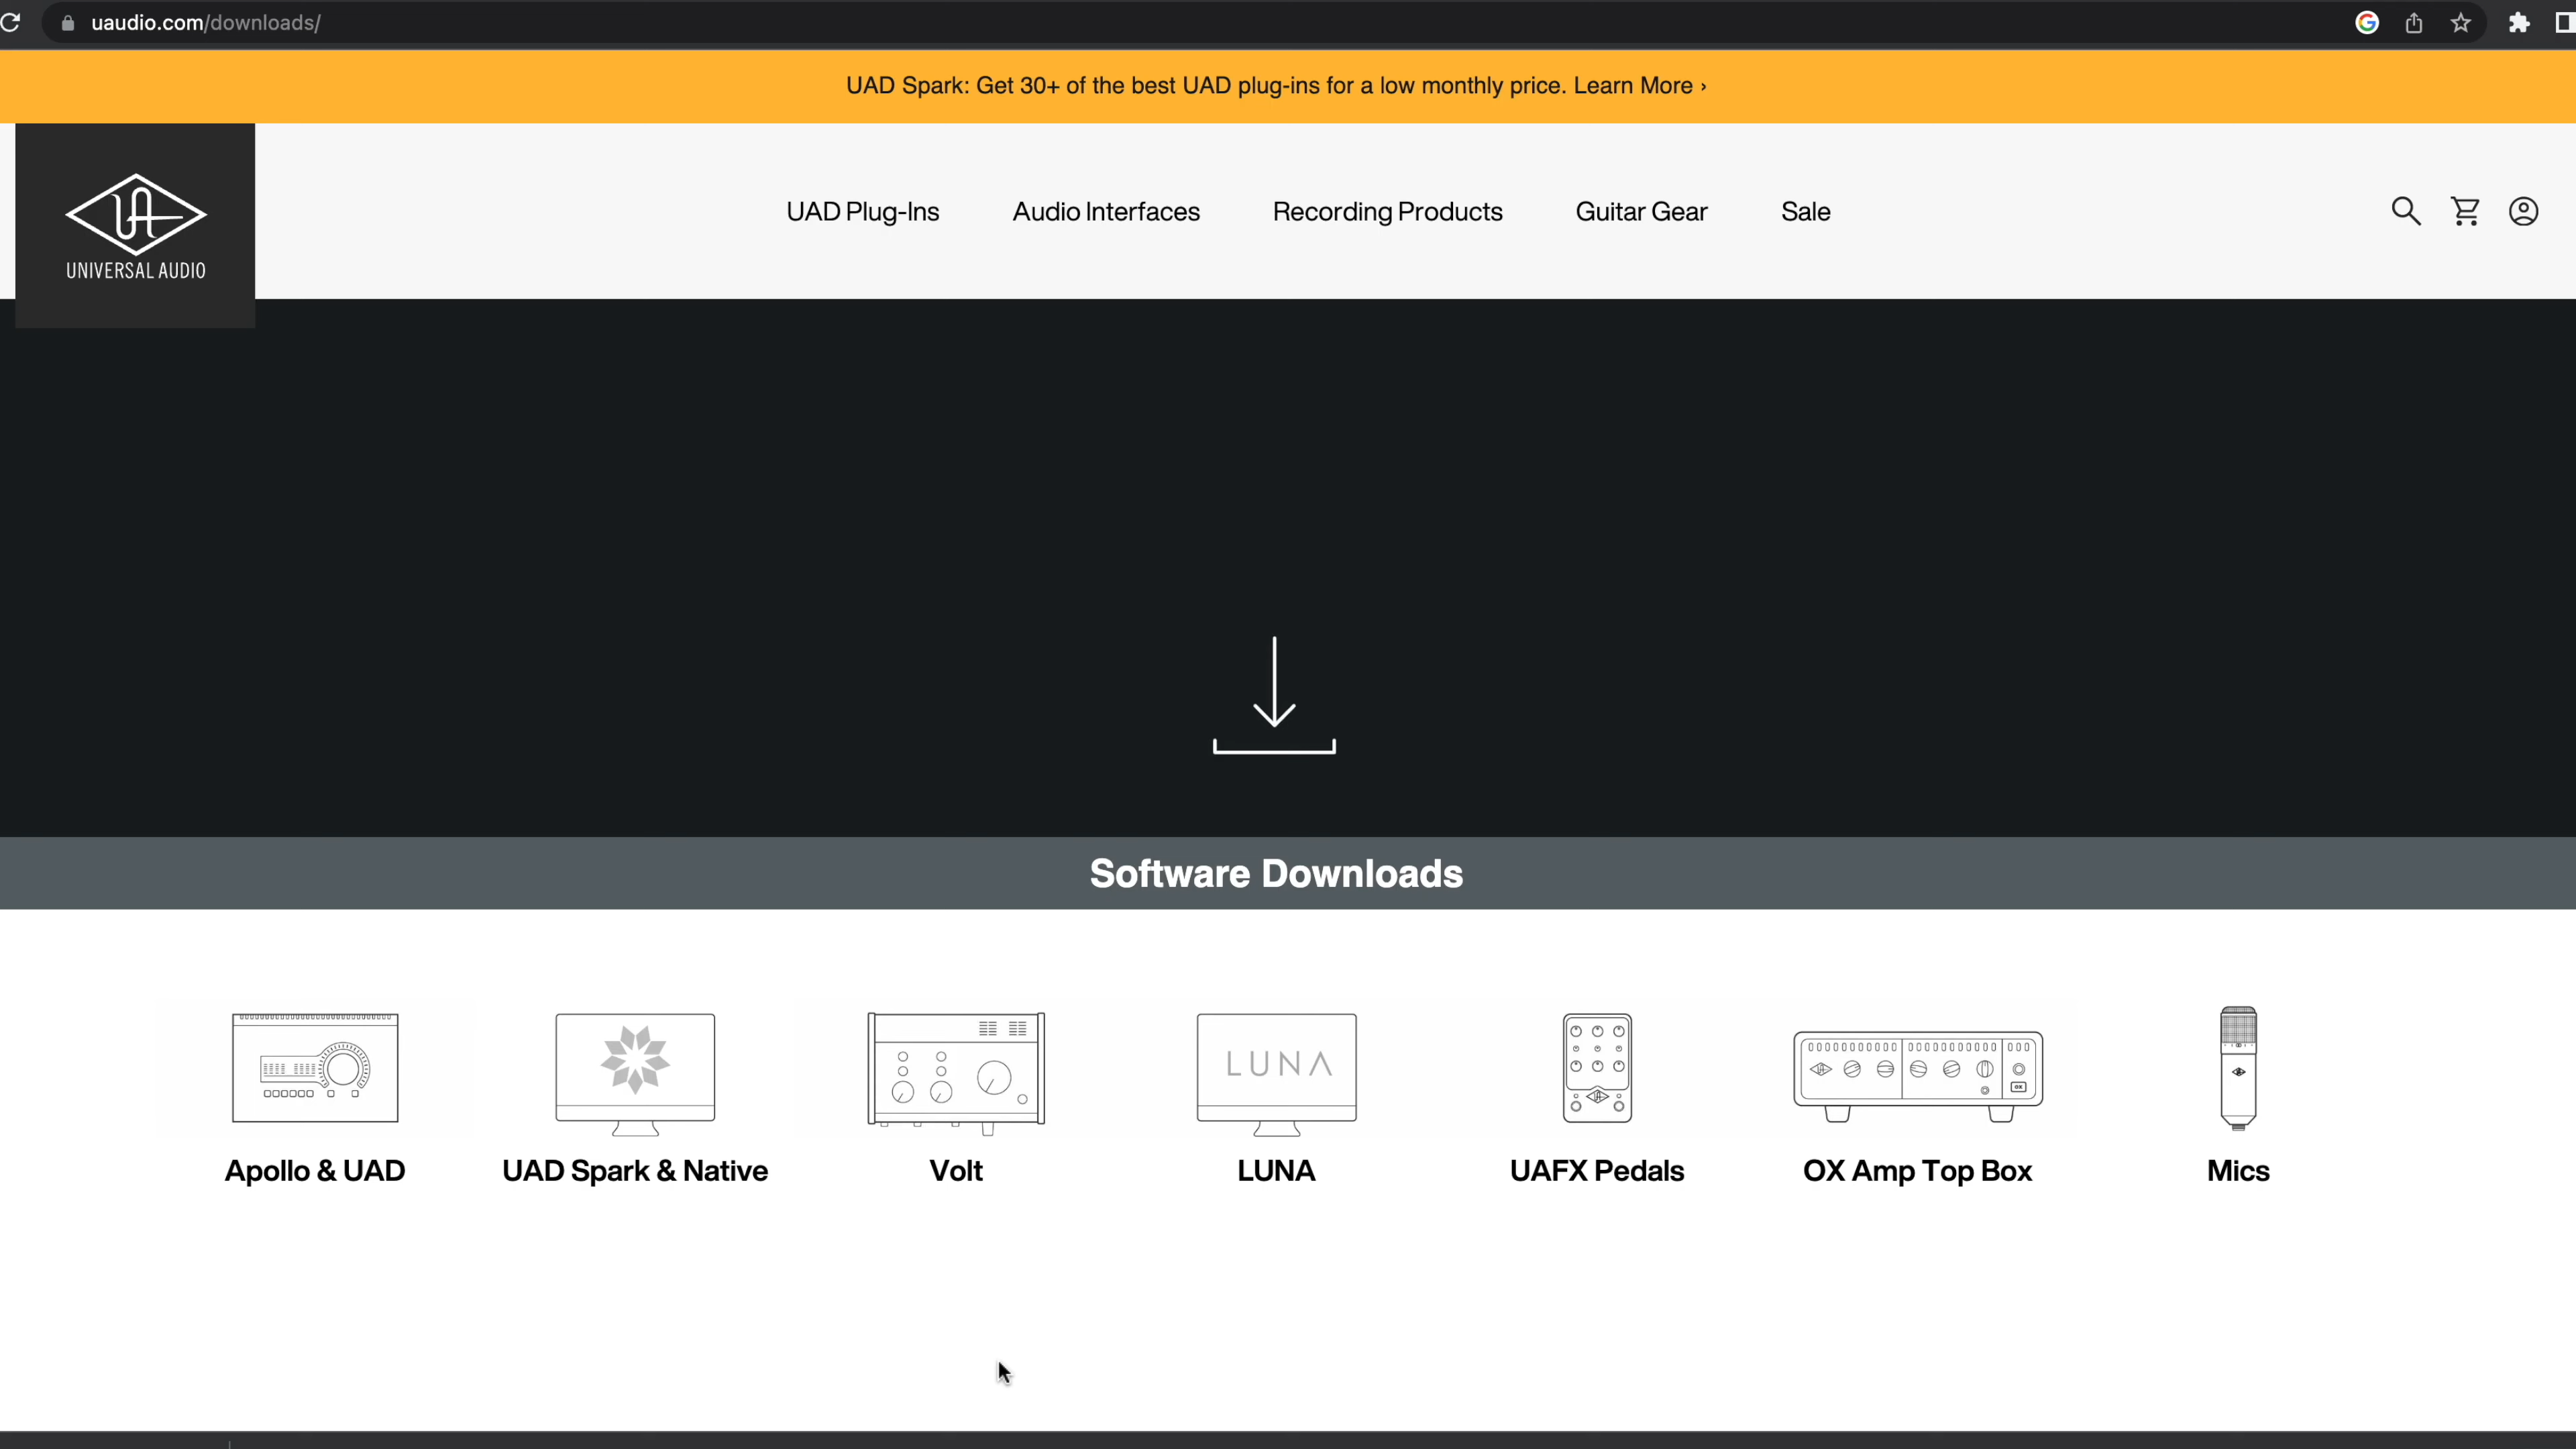 uaudio.com/downloads/
UAD Spark: Get 30+ of the best UAD plug-ins for a low monthly price. Learn More ›
UA
UNIVERSAL AUDIO
UAD Plug-Ins
Audio Interfaces
Recording Products
Guitar Gear
Sale
Software Downloads
LUNA
OX
Apollo & UAD
UAD Spark & Native
Volt
LUNA
UAFX Pedals
OX Amp Top Box
Mics